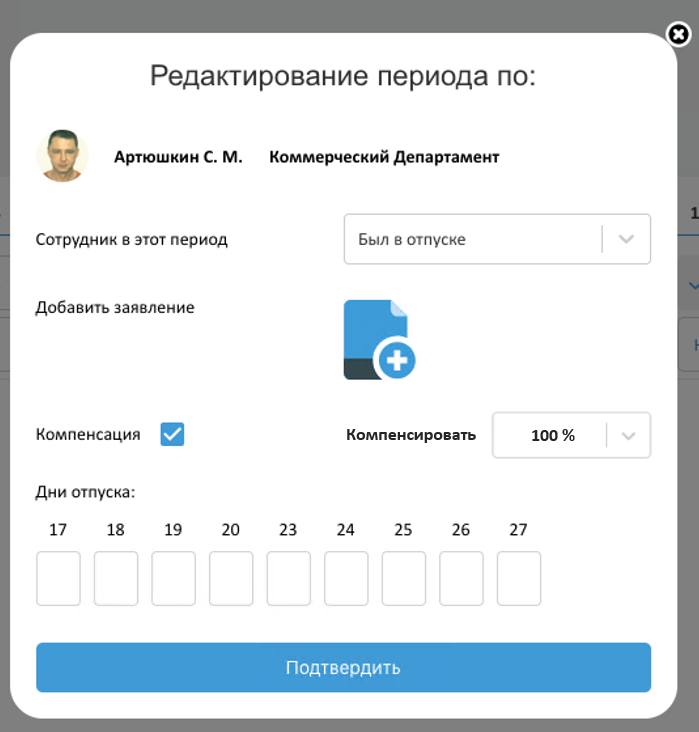 Редактирование периода по:
Артюшкин С. М. Коммерческий Департамент
Сотрудник в этот период Был в отпуске
Добавить заявление
Компенсация Компенсировать 100 %
Дни отпуска:
17 18 19 20 23 24 25 26 27
Подтвердить